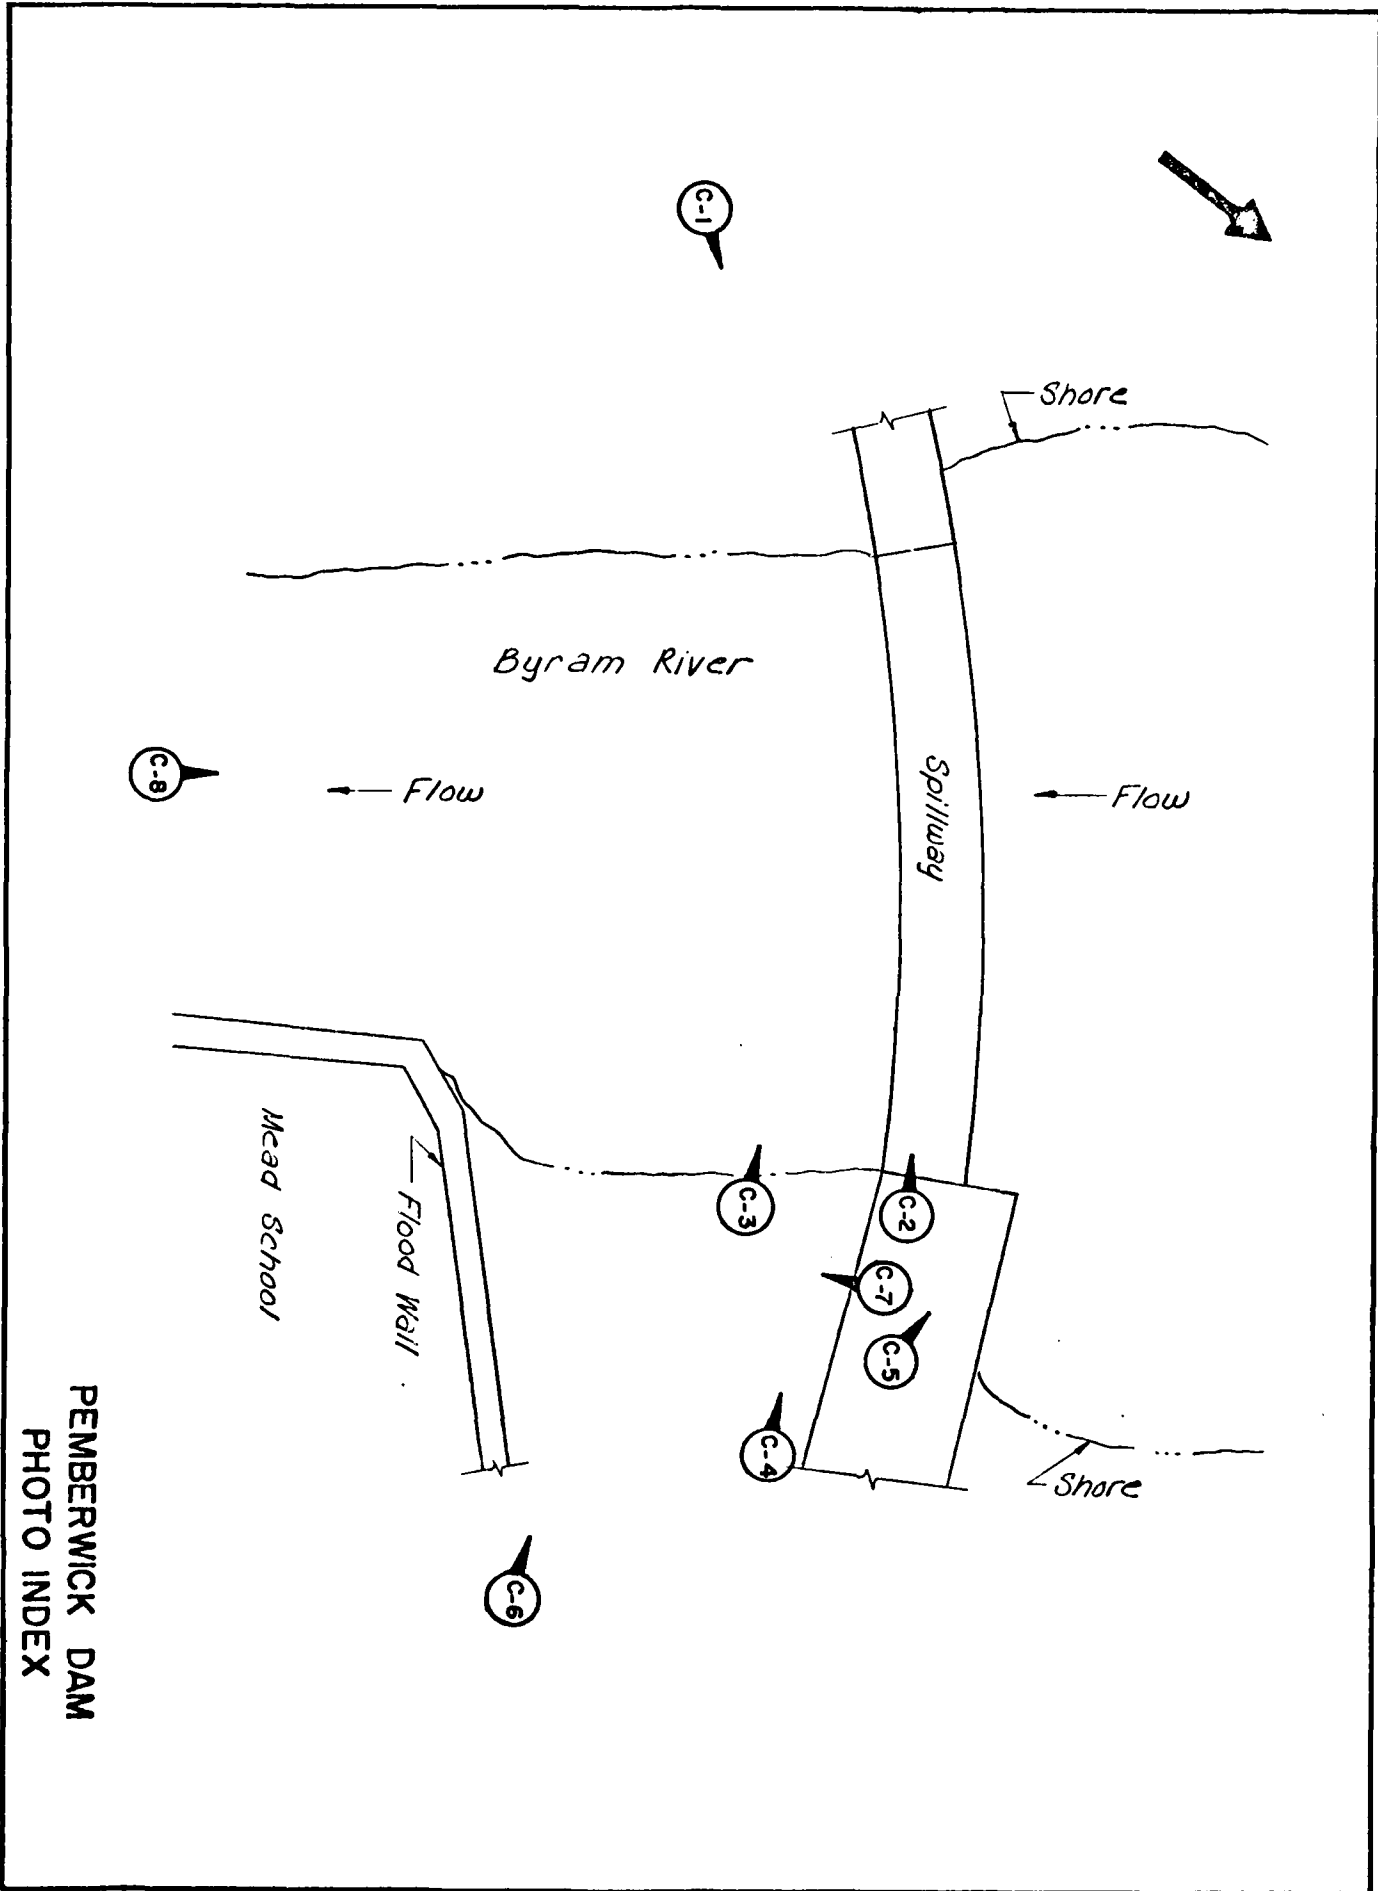 C-1
Shore
Byram River
Spillway
C-8
Flow
Flow
C-3
C-2
C-7
C-5
C-4
Shore
C-6
Flood Wall
Mead School
PEMBERWICK DAM
PHOTO INDEX